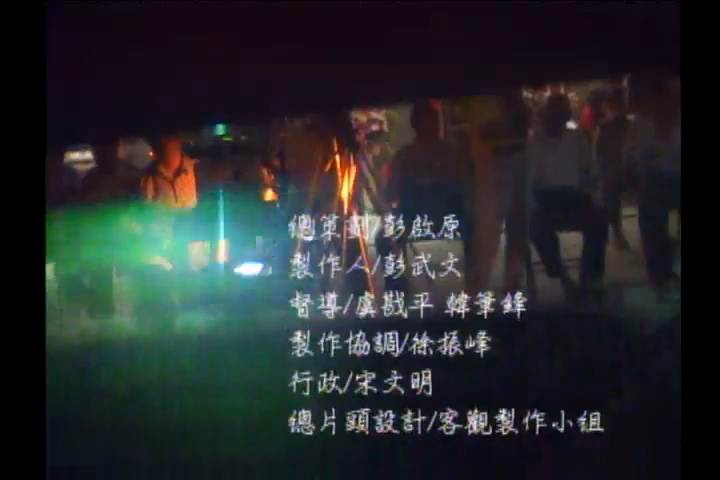 總策劃/彭啟原
製作人/彭武文
督導/虞戡平 韓筆鋒
製作協調/徐振峰
行政/宋文明
總片頭設計/客觀製作小組